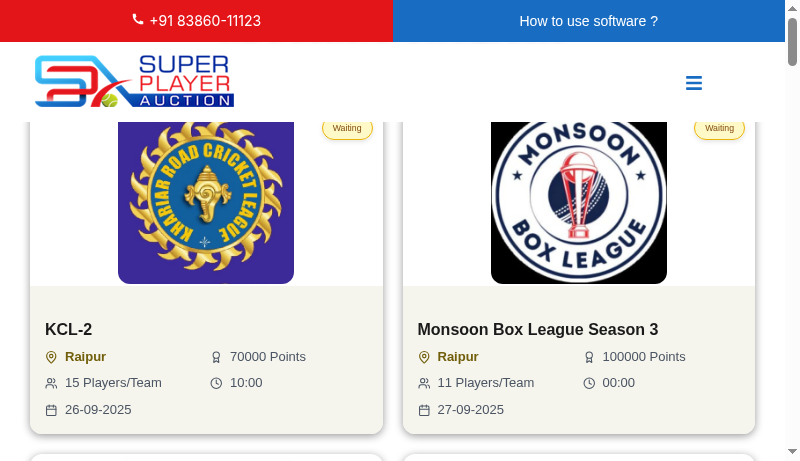 +91 83860-11123
How to use software ?
SUPER
PLAYER
AUCTION
Waiting
KHARIAR ROAD CRICKET LEAGUE
KCL-2
Raipur
70000 Points
15 Players/Team
10:00
26-09-2025
Waiting
MONSOON
BOX LEAGUE
Monsoon Box League Season 3
Raipur
100000 Points
11 Players/Team
00:00
27-09-2025